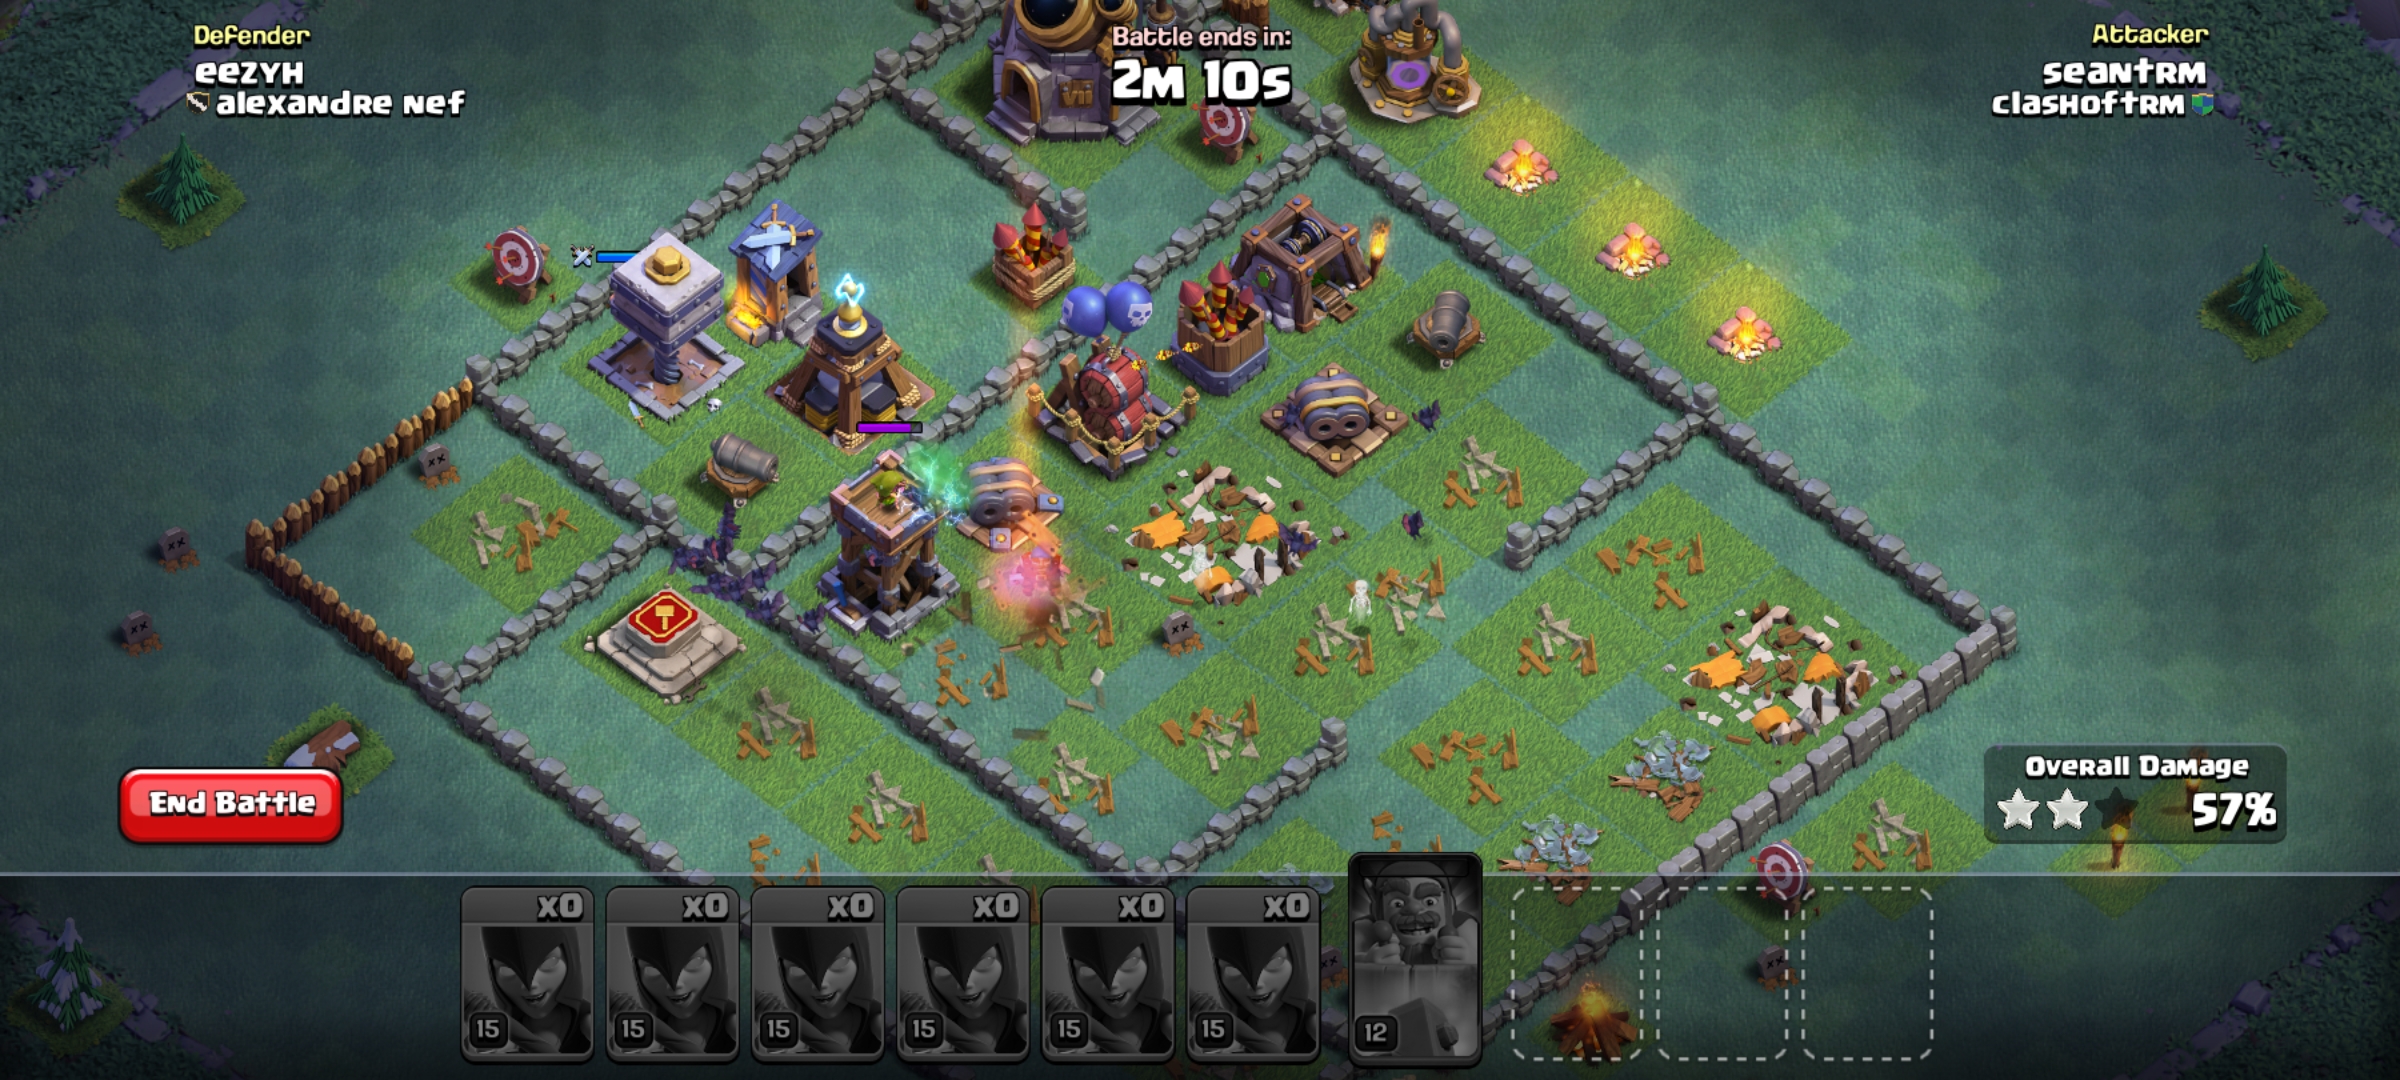 Defender
eezyh
alexandre nef
Battle ends in:
2M 10s
Attacker
seantrm
clashoftrm
VII
End Battle
Overall Damage
57%
x0
x0
x0
x0
x0
x0
15
15
15
15
15
15
12